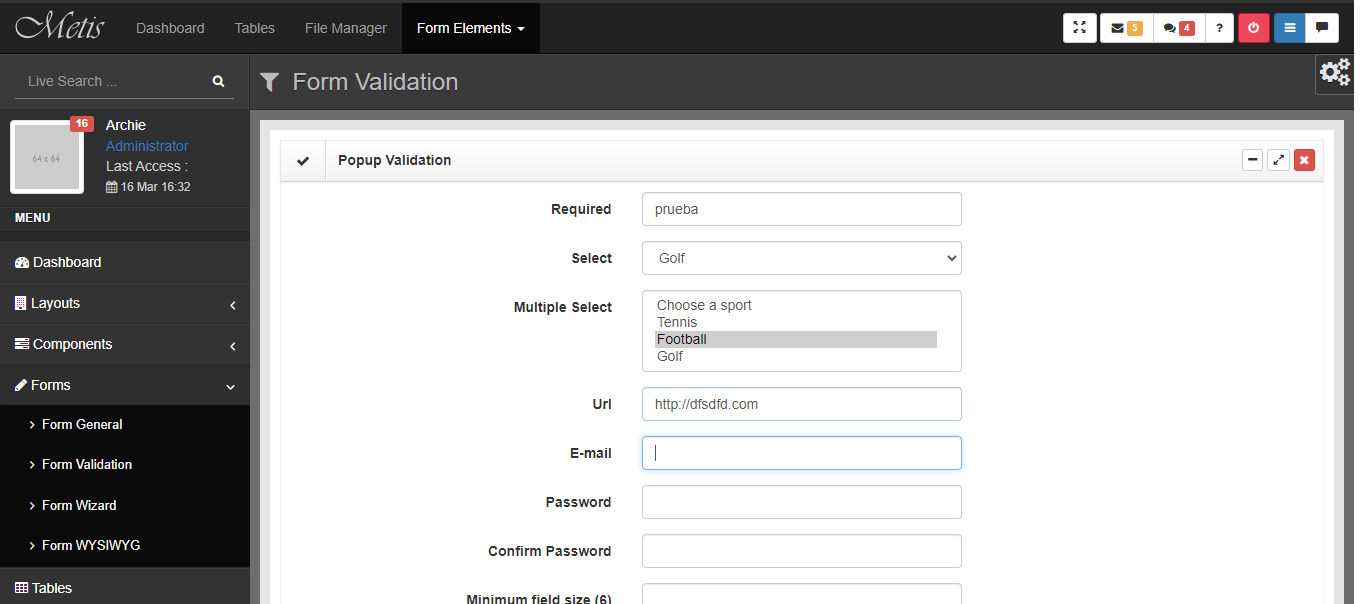 Metis Dashboard Tables File Manager Form Elements 5 4 ?
Live Search ...
Form Validation
16
64 x 64
Archie
Administrator
Last Access :
16 Mar 16:32
MENU
Dashboard
Layouts
Components
Forms
Form General
Form Validation
Form Wizard
Form WYSIWYG
Tables
Popup Validation
Required prueba
Select Golf
Multiple Select Choose a sport
Tennis
Football
Golf
Url http://dfsdfd.com
E-mail
Password
Confirm Password
Minimum field size (6)